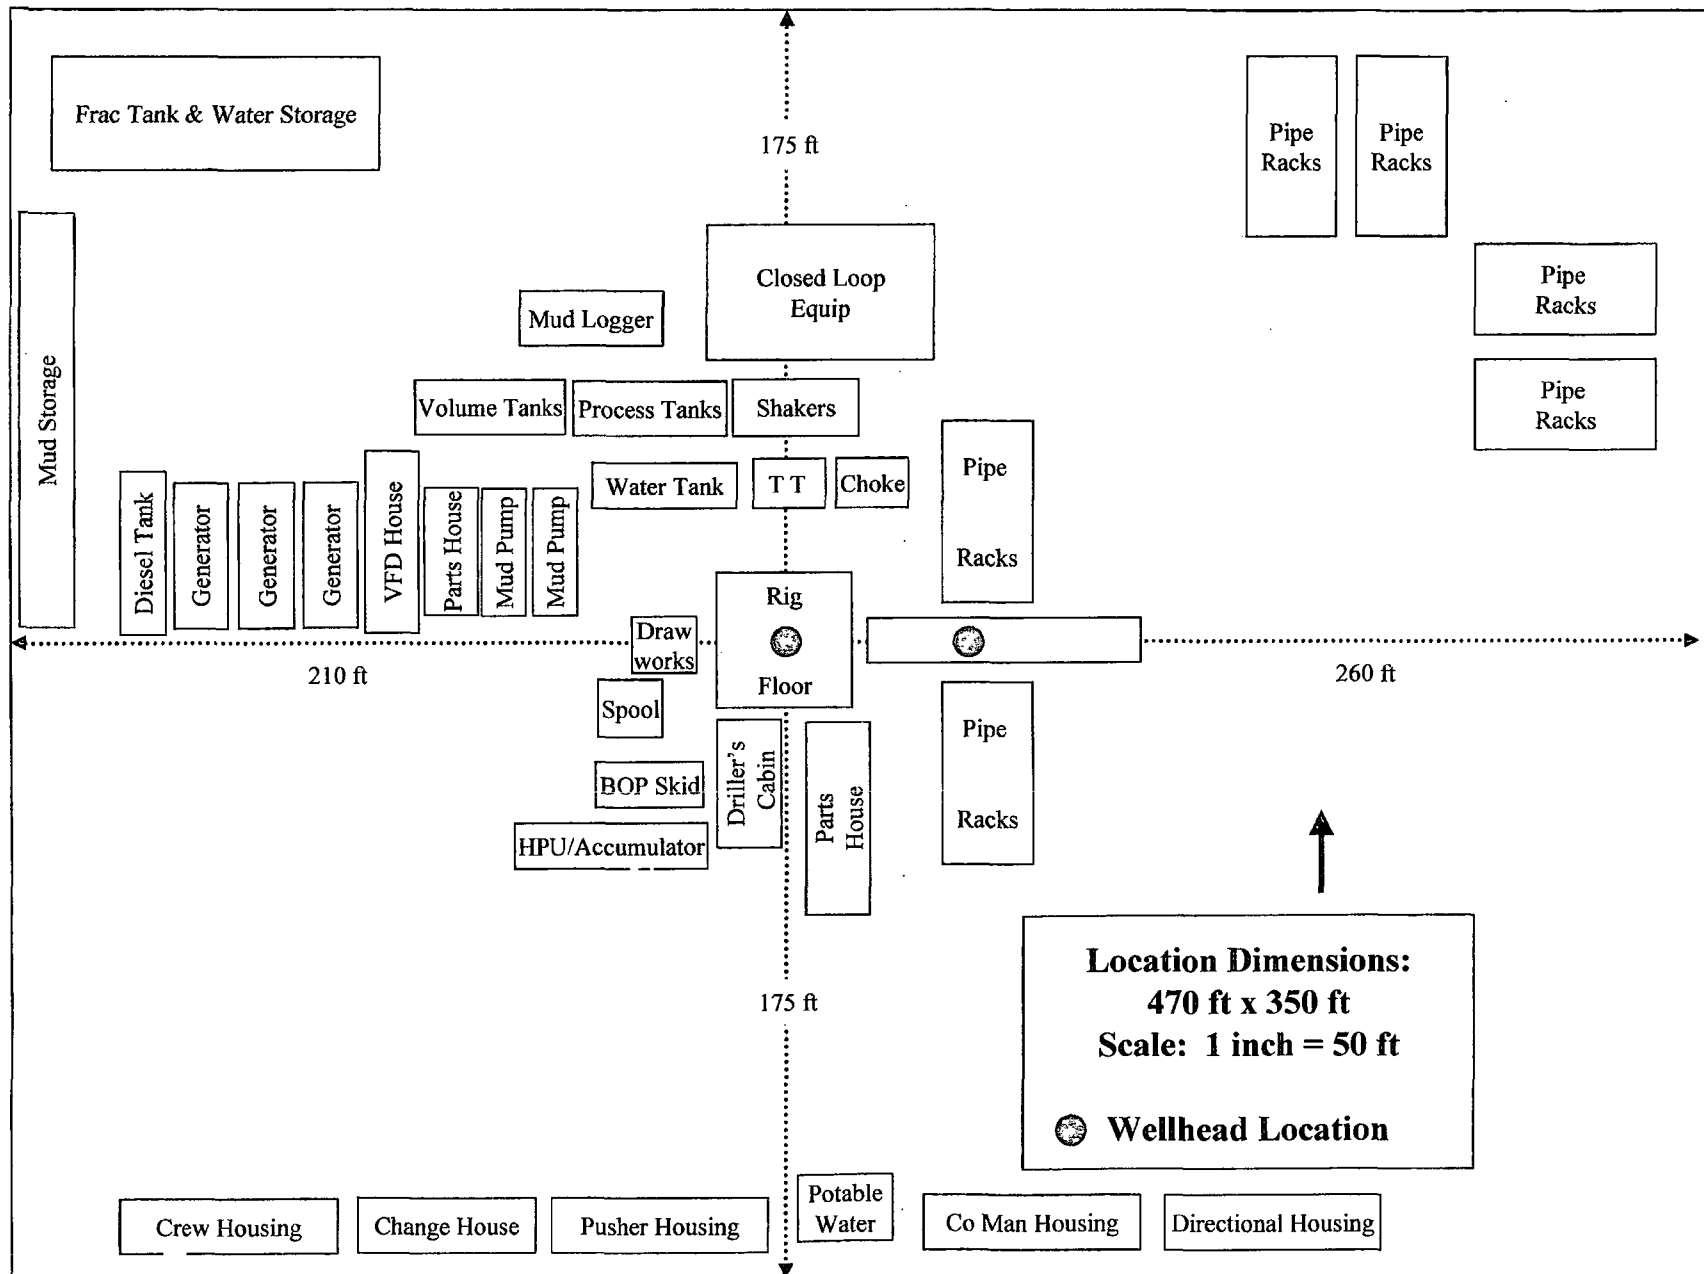 Frac Tank & Water Storage
175 ft
Pipe
Racks
Pipe
Racks
Closed Loop
Equip
Pipe
Racks
Mud Logger
Mud Storage
Pipe
Racks
Volume Tanks
Process Tanks
Shakers
Water Tank
T T
Choke
Pipe
Racks
Diesel Tank
Generator
Generator
Generator
VFD House
Parts House
Mud Pump
Mud Pump
Rig
Floor
Draw
works
210 ft
260 ft
Spool
Driller's
Cabin
Parts
House
Pipe
Racks
BOP Skid
HPU/Accumulator
Location Dimensions:
470 ft x 350 ft
Scale: 1 inch = 50 ft
Wellhead Location
175 ft
Crew Housing
Change House
Pusher Housing
Potable
Water
Co Man Housing
Directional Housing